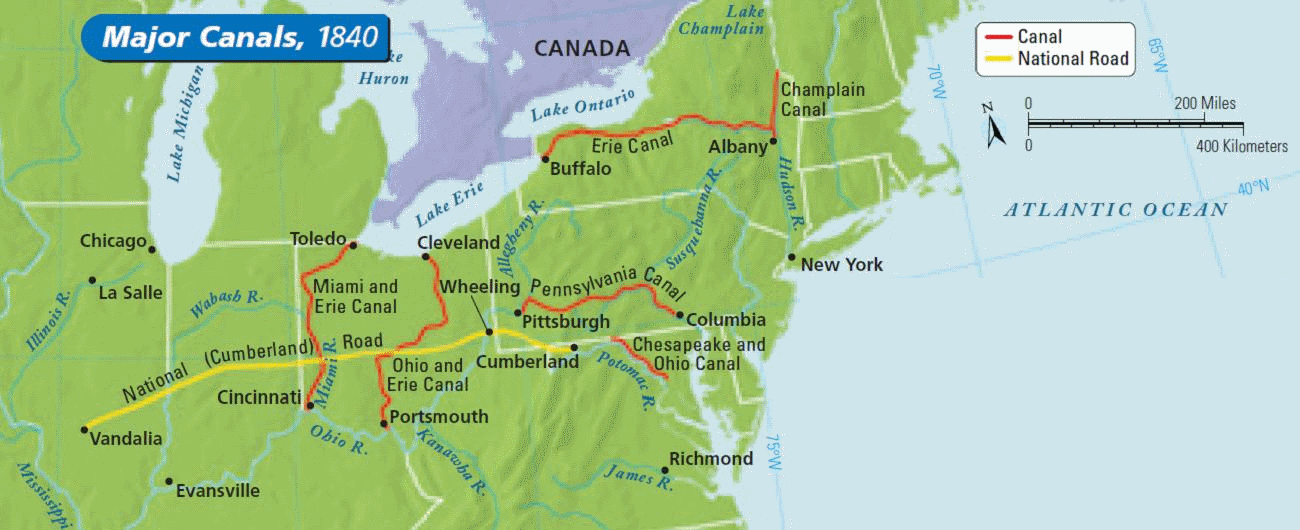 Major Canals, 1840
Lake
Champlain
CANADA
Canal
National Road
ke
Huron
70°W
65°W
Lake Michigan
Lake Ontario
Champlain
Canal
N
0
200 Miles
0
400 Kilometers
Erie Canal
Albany
Buffalo
Hudson R.
40°N
Lake Erie
Allegheny R.
Susquehanna R.
ATLANTIC OCEAN
Chicago
Toledo
Cleveland
New York
La Salle
Miami and
Erie Canal
Wheeling
Pennsylvania Canal
Illinois R.
Wabash R.
Pittsburgh
Columbia
National (Cumberland) Road
Miami R.
Cumberland
Chesapeake and
Ohio Canal
Ohio and
Erie Canal
Potomac R.
Cincinnati
Portsmouth
Vandalia
Ohio R.
Kanawha R.
75°W
Richmond
James R.
Mississippi
Evansville